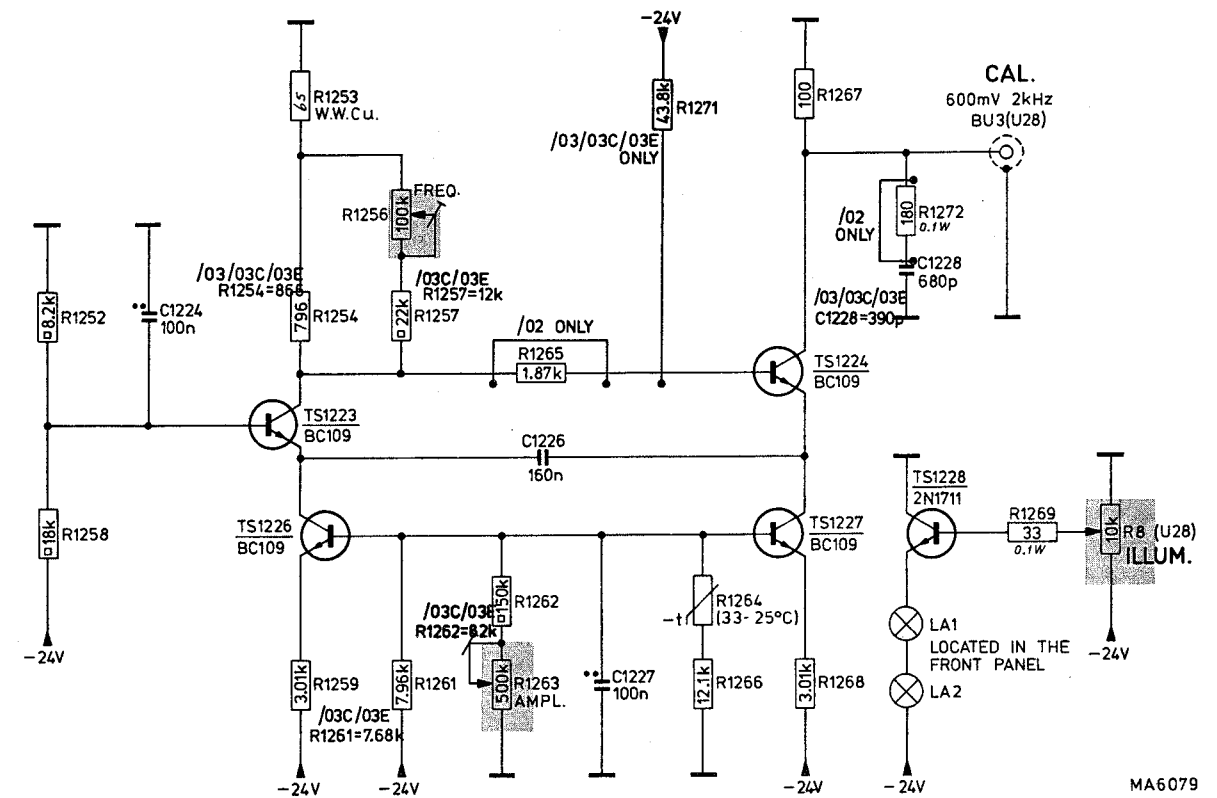 -24V
65
R1253
W.W.Cu.
43.8k
R1271
/03/03C/03E
ONLY
100
R1267
CAL.
600mV 2kHz
BU3(U28)
FREQ.
R1256
100k
180
R1272
0.1W
/02
ONLY
C1228
680p
/03/03C/03E
C1228=390p
8.2k
R1252
C1224
100n
/03/03C/03E
R1254=866
796
R1254
/03C/03E
R1257=12k
22k
R1257
/02 ONLY
R1265
1.87k
TS1224
BC109
TS1223
BC109
C1226
160n
18k
R1258
-24V
TS1226
BC109
TS1227
BC109
TS1228
2N1711
R1269
33
0.1W
10k
R8 (U28)
ILLUM.
-24V
150k
R1262
/03C/03E
R1262=82k
R1264
-t
(33-25°C)
LA1
LOCATED IN THE
FRONT PANEL
LA2
3.01k
R1259
/03C/03E
R1261=7.68k
7.96k
R1261
500k
R1263
AMPL.
C1227
100n
12.1k
R1266
3.01k
R1268
-24V
-24V
-24V
-24V
MA6079